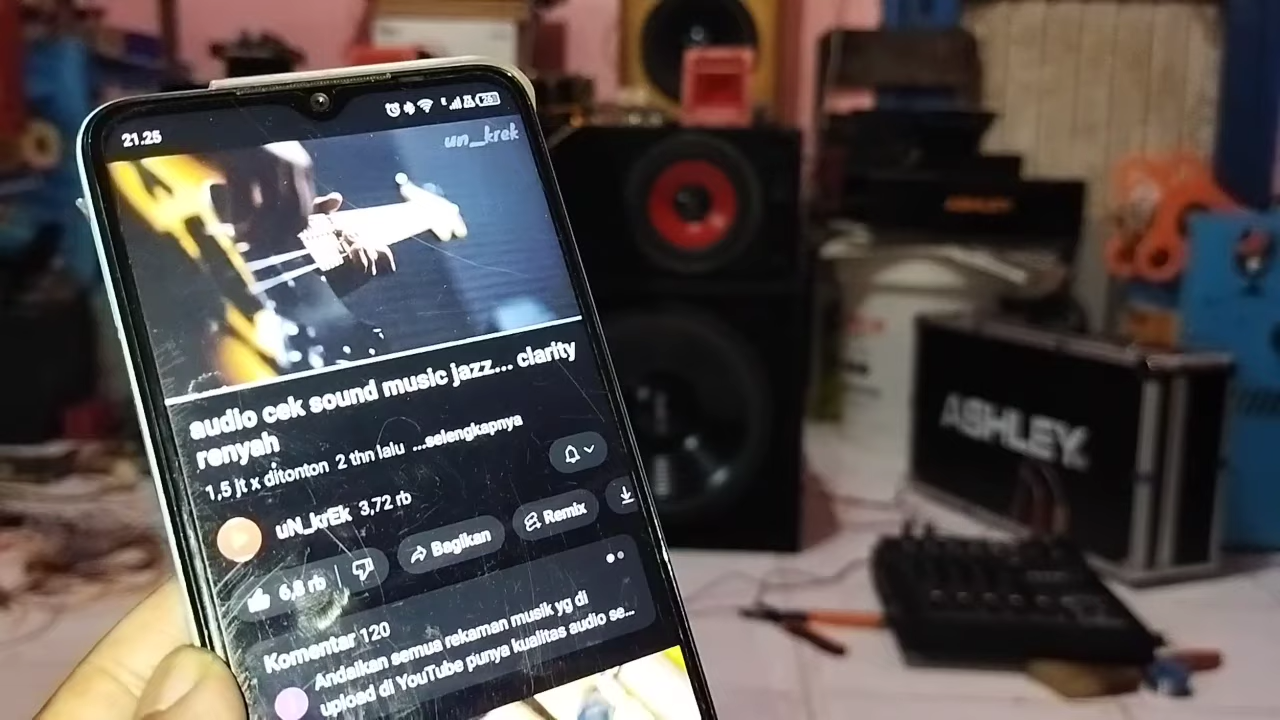 21.25
26
un_krek
audio cek sound music jazz... clarity
renyah
1,5 jt x ditonton 2 thn lalu ...selengkapnya
uN_krEk 3,72 rb
6,8 rb
Bagikan
Remix
Komentar 120
Andaikan semua rekaman musik yg di
upload di YouTube punya kualitas audio se...
ASHLEY
ASHLEY